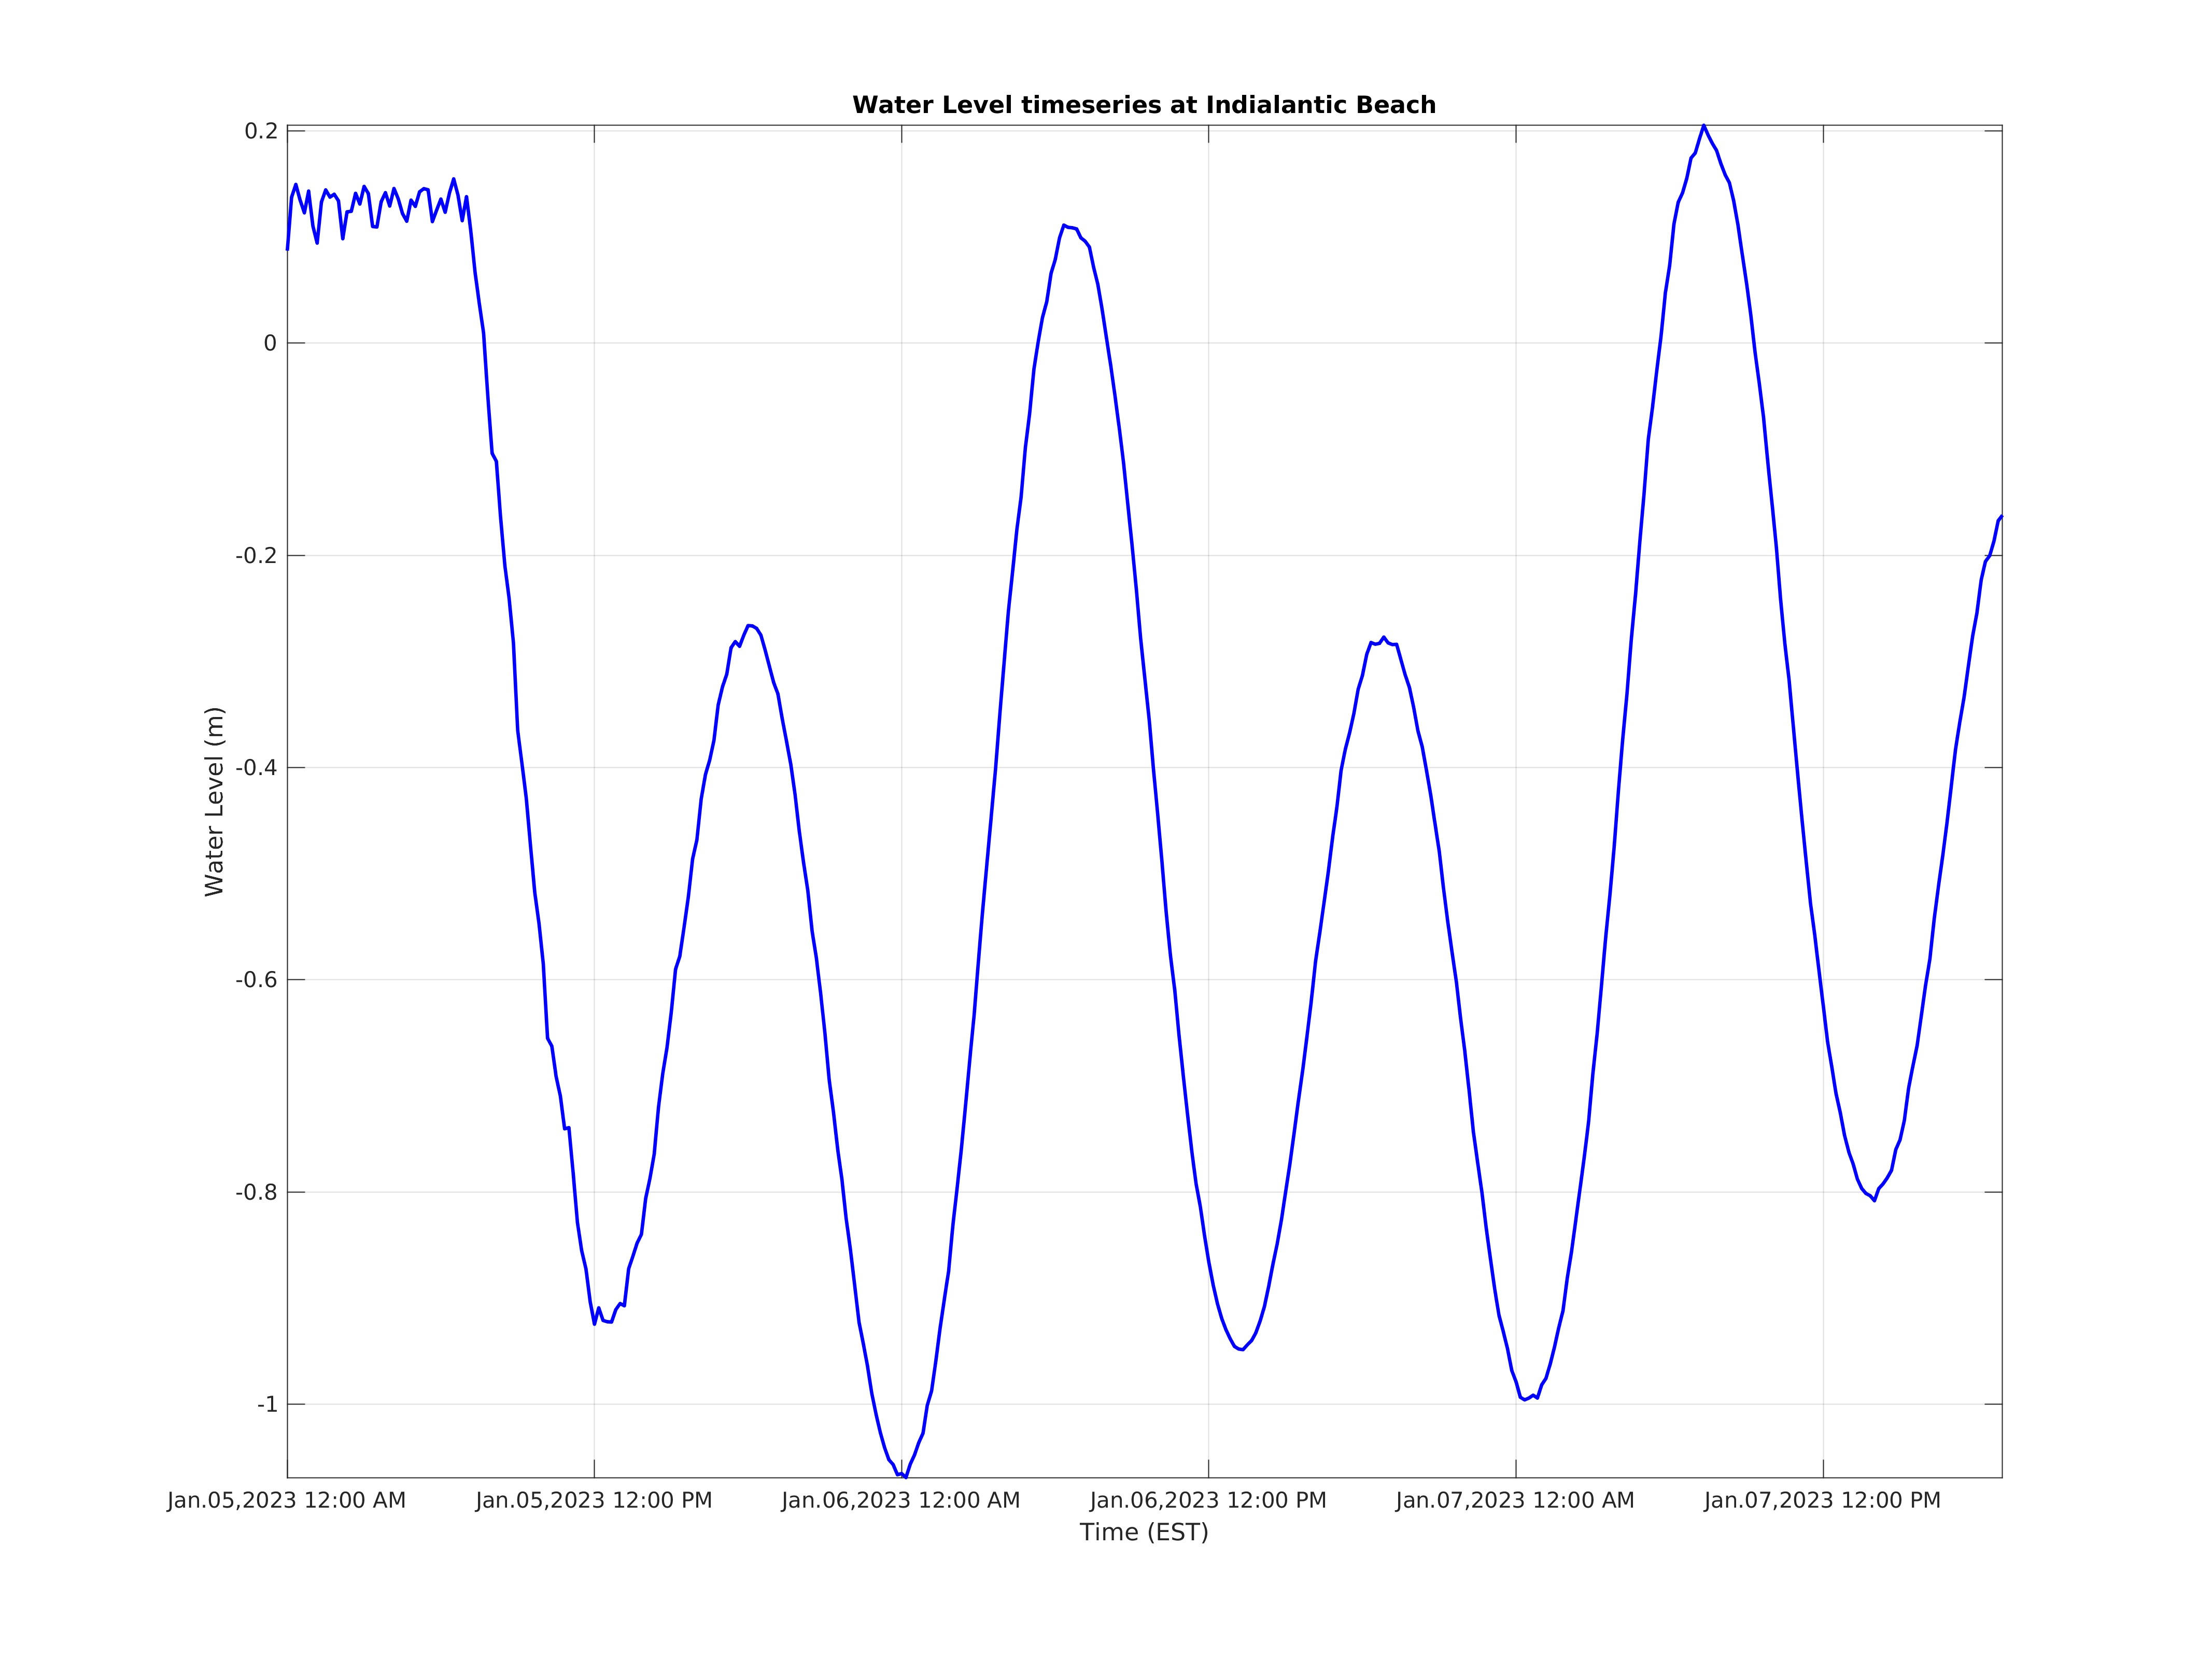 Water Level timeseries at Indialantic Beach
0.2
0
-0.2
-0.4
-0.6
-0.8
-1
Water Level (m)
Jan.05,2023 12:00 AM
Jan.05,2023 12:00 PM
Jan.06,2023 12:00 AM
Jan.06,2023 12:00 PM
Jan.07,2023 12:00 AM
Jan.07,2023 12:00 PM
Time (EST)